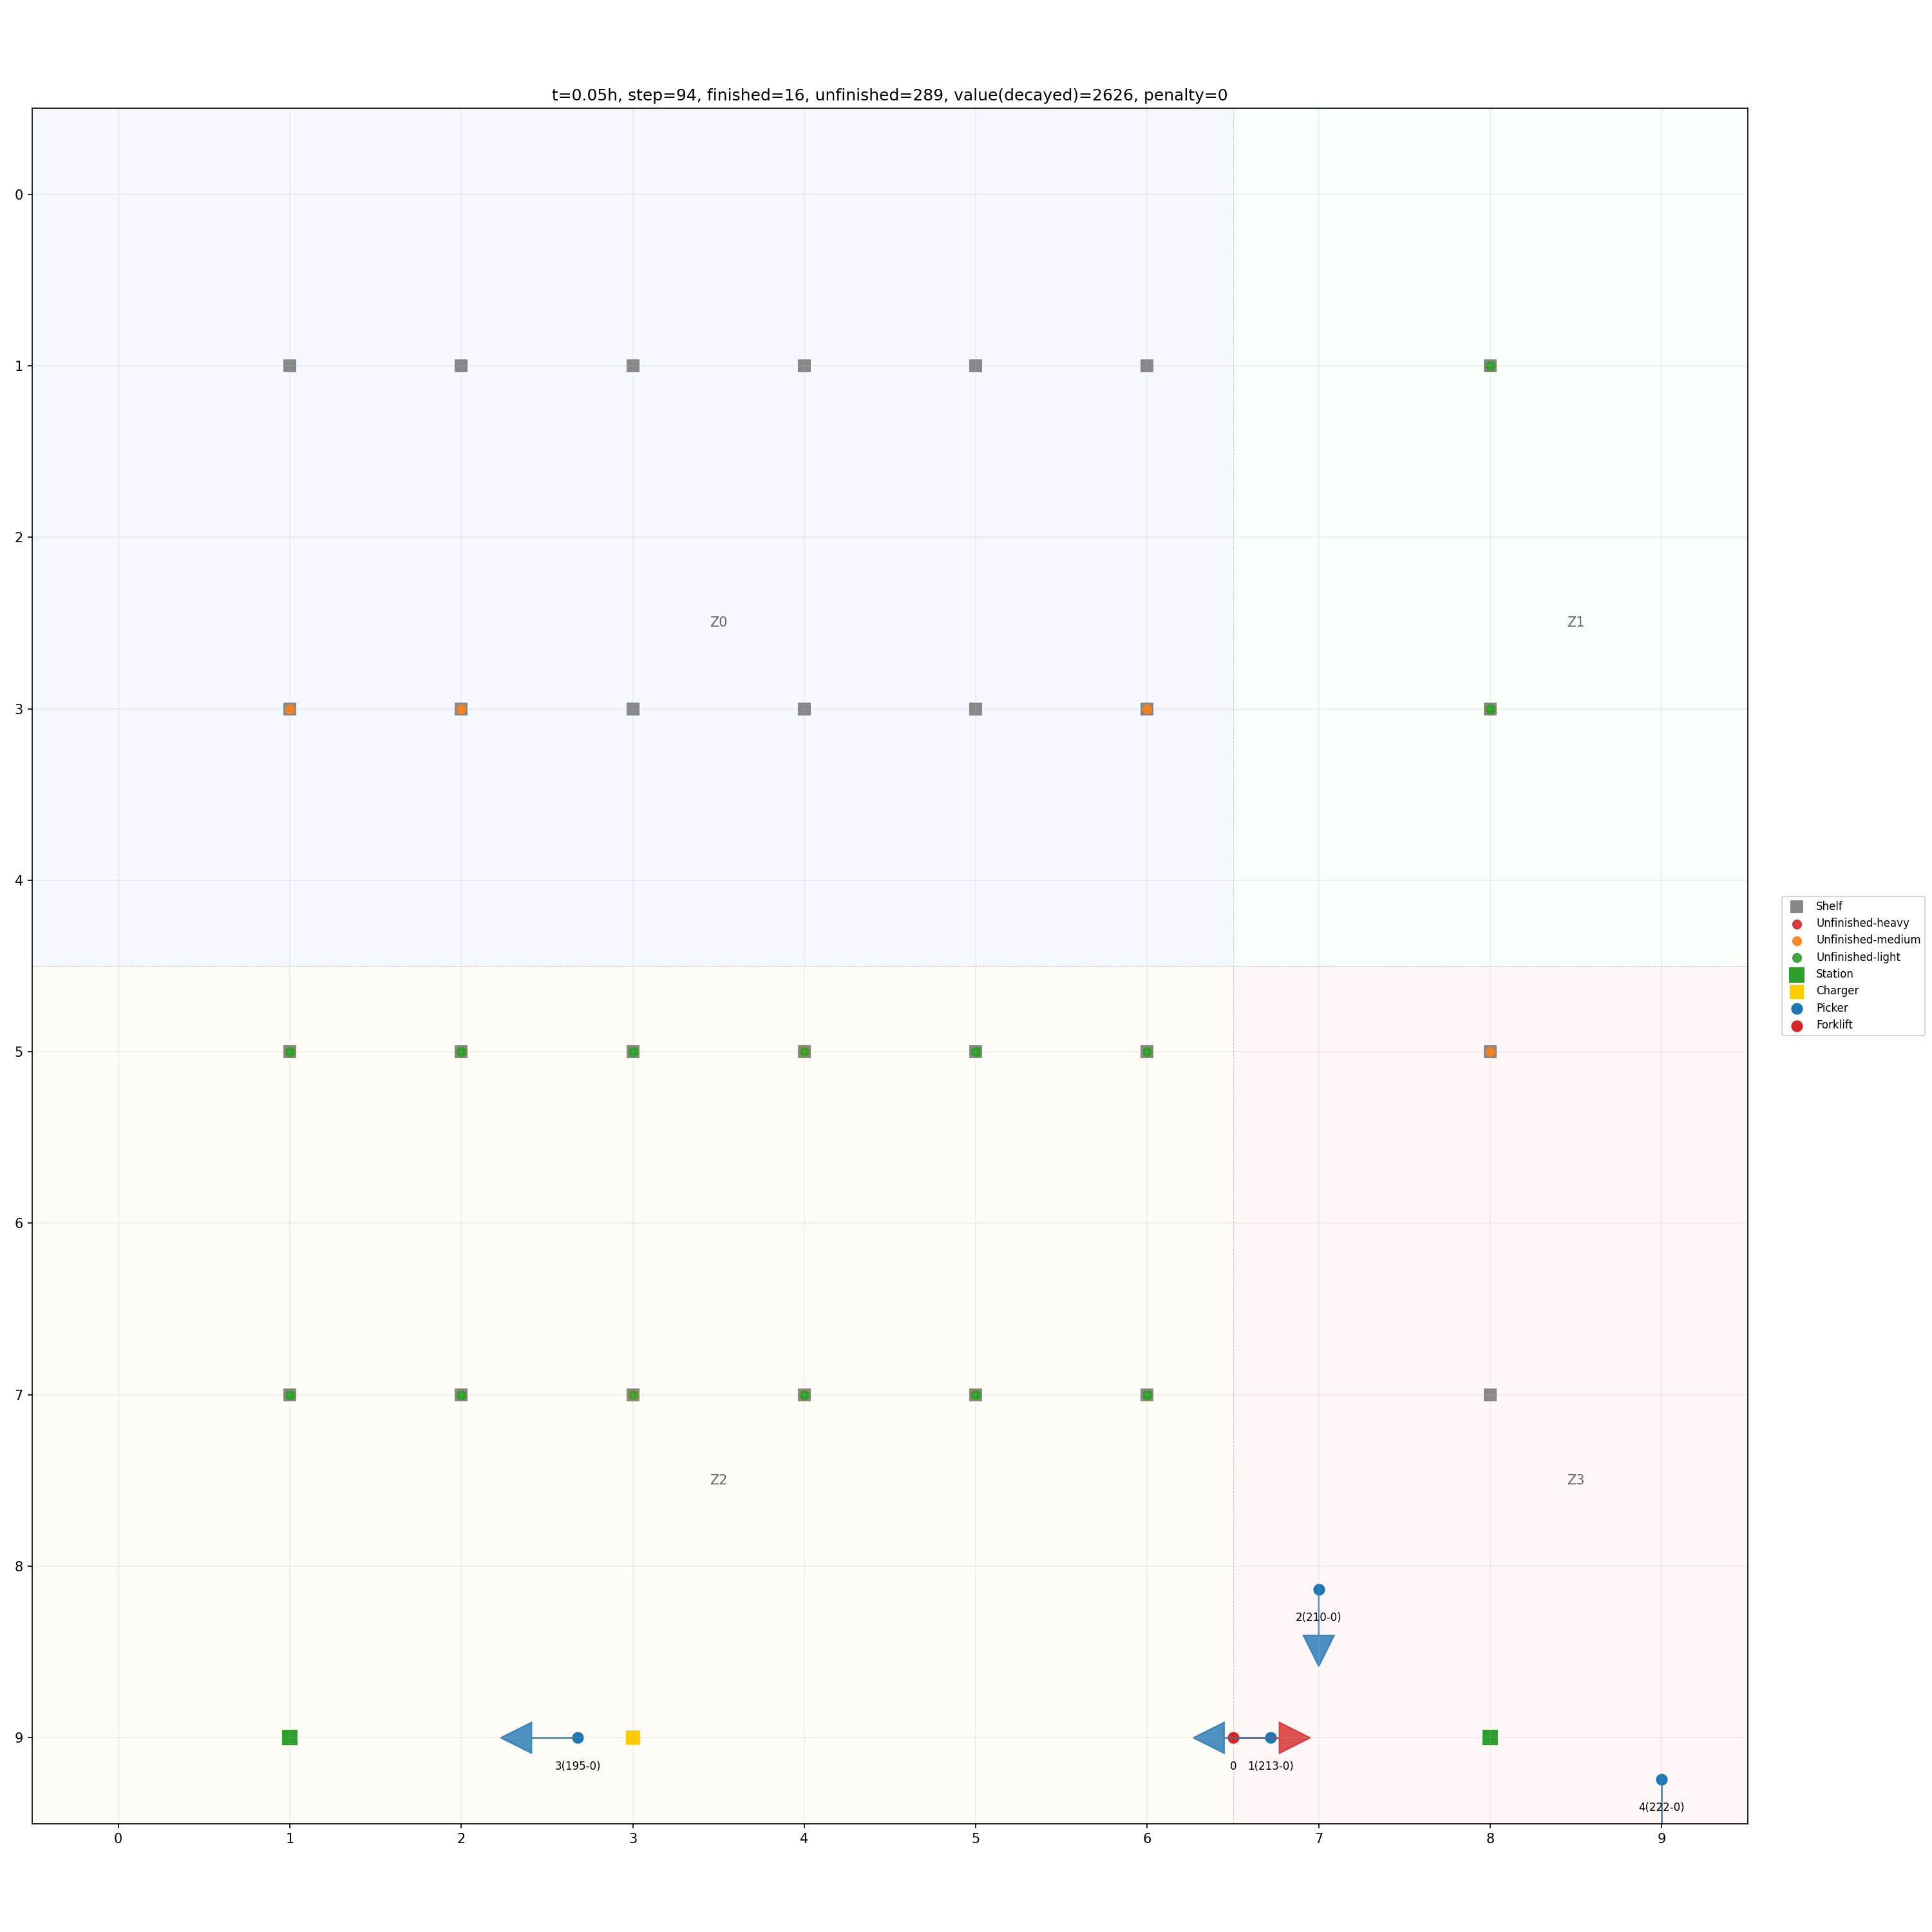 t=0.05h, step=94, finished=16, unfinished=289, value(decayed)=2626, penalty=0
0
1
2
Z0
Z1
3
4
Shelf
Unfinished-heavy
Unfinished-medium
Unfinished-light
Station
Charger
Picker
Forklift
5
6
7
Z2
Z3
8
2(210-0)
9
3(195-0)
0
1(213-0)
4(222-0)
0
1
2
3
4
5
6
7
8
9